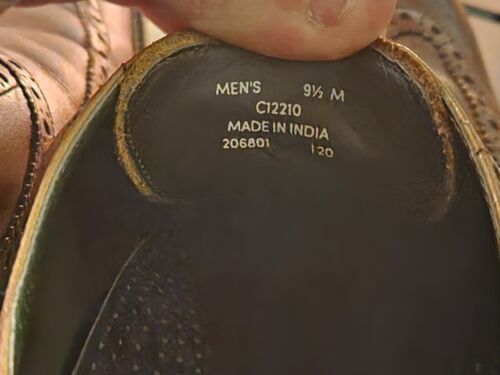 MEN'S 9½ M
C12210
MADE IN INDIA
206801 120